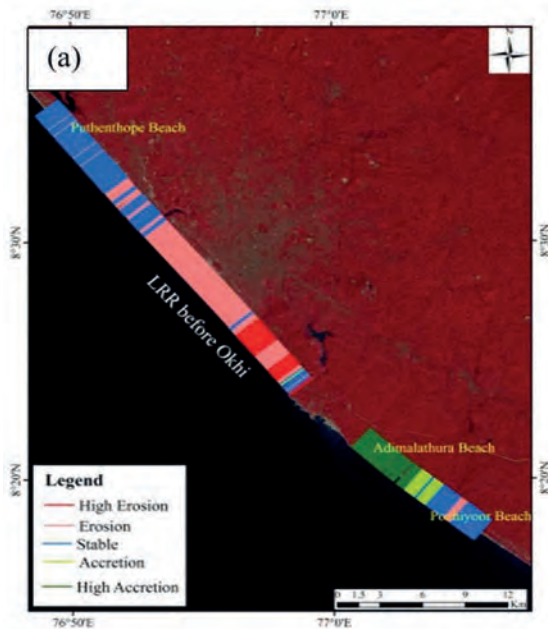 76°50'E
77°0'E
(a)
Puthenthope Beach
8°30'N
8°30'N
LRR before Okhi
Adimalathura Beach
8°20'N
8°20'N
Legend
High Erosion
Erosion
Stable
Accretion
High Accretion
Pozhiyoor Beach
0 1.5 3 6 9 12
Km
76°50'E
77°0'E